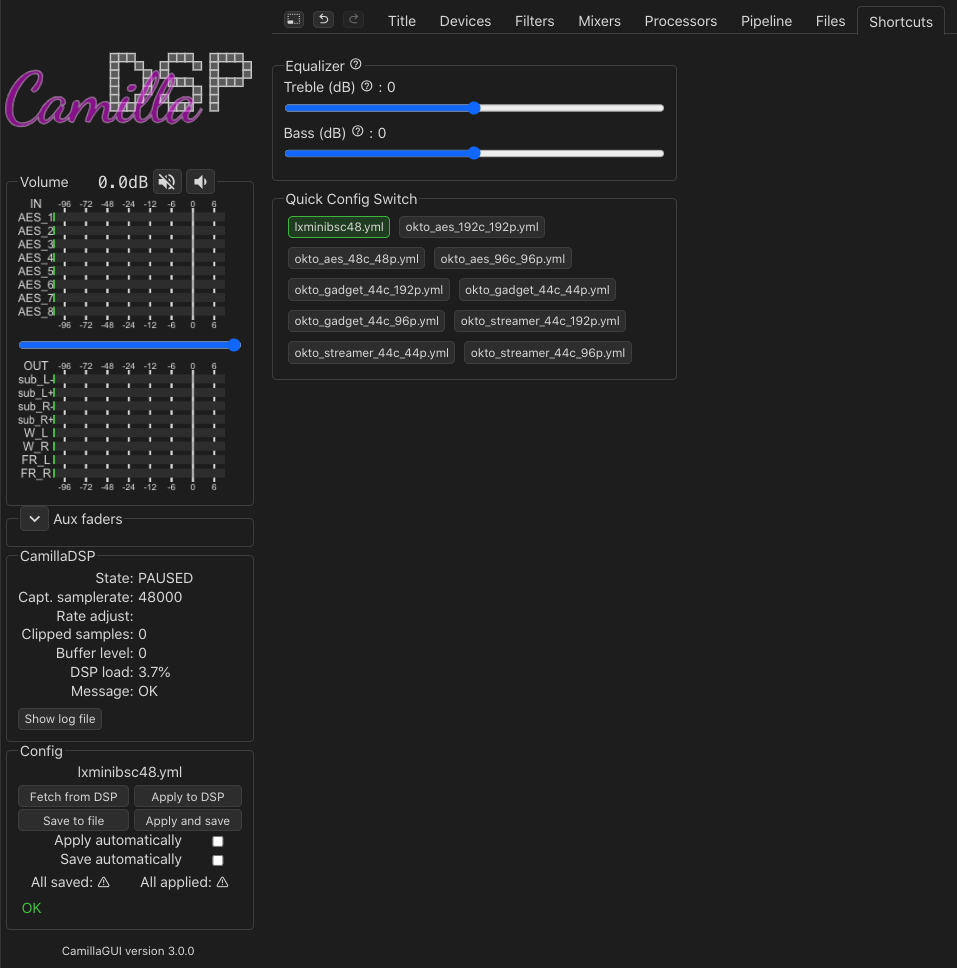 Title Devices Filters Mixers Processors Pipeline Files Shortcuts
CamillaDSP
Equalizer
Treble (dB) : 0
Bass (dB) : 0
Quick Config Switch
lxminibsc48.yml okto_aes_192c_192p.yml
okto_aes_48c_48p.yml okto_aes_96c_96p.yml
okto_gadget_44c_192p.yml okto_gadget_44c_44p.yml
okto_gadget_44c_96p.yml okto_streamer_44c_192p.yml
okto_streamer_44c_44p.yml okto_streamer_44c_96p.yml
Volume 0.0dB
IN -96 -72 -48 -24 -12 -6 0 6
AES_1
AES_2
AES_3
AES_4
AES_5
AES_6
AES_7
AES_8
-96 -72 -48 -24 -12 -6 0 6
OUT -96 -72 -48 -24 -12 -6 0 6
sub_L-
sub_L+
sub_R-
sub_R+
W_L
W_R
FR_L
FR_R
-96 -72 -48 -24 -12 -6 0 6
Aux faders
CamillaDSP
State: PAUSED
Capt. samplerate: 48000
Rate adjust:
Clipped samples: 0
Buffer level: 0
DSP load: 3.7%
Message: OK
Show log file
Config
lxminibsc48.yml
Fetch from DSP Apply to DSP
Save to file Apply and save
Apply automatically
Save automatically
All saved: All applied:
OK
CamillaGUI version 3.0.0